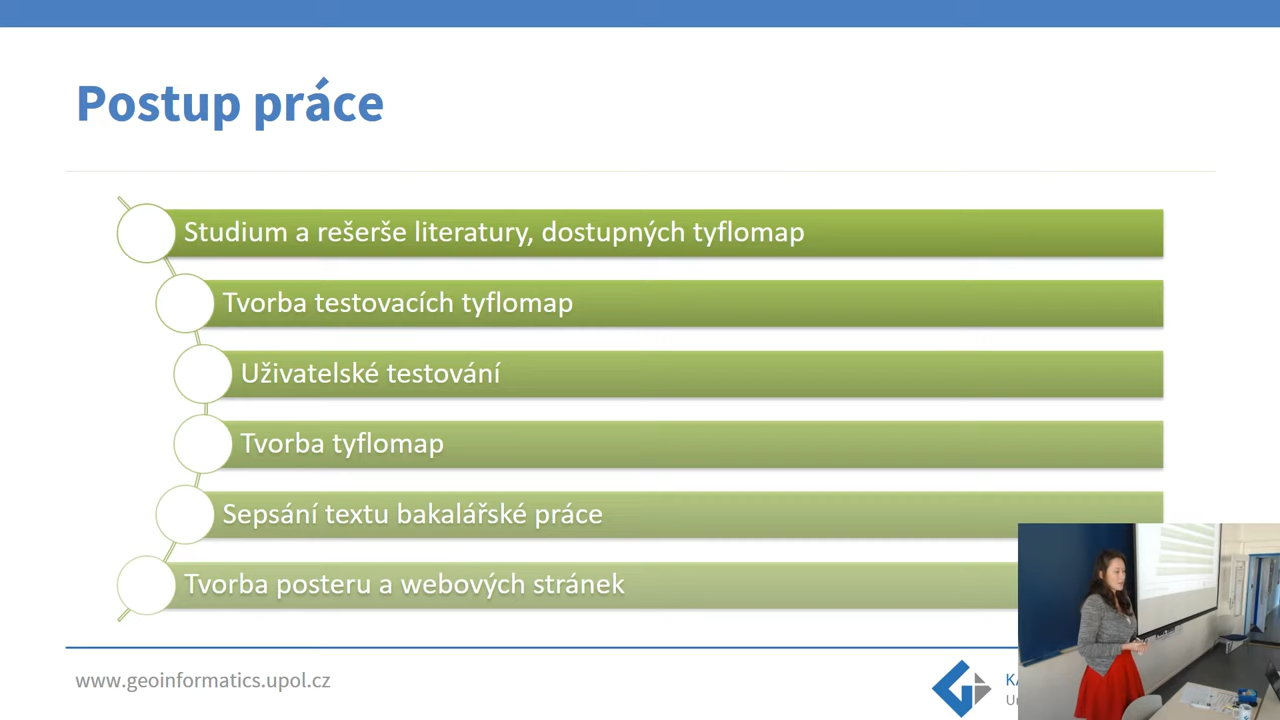 Postup práce
Studium a rešerše literatury, dostupných tyflomap
Tvorba testovacích tyflomap
Uživatelské testování
Tvorba tyflomap
Sepsání textu bakalářské práce
Tvorba posteru a webových stránek
www.geoinformatics.upol.cz